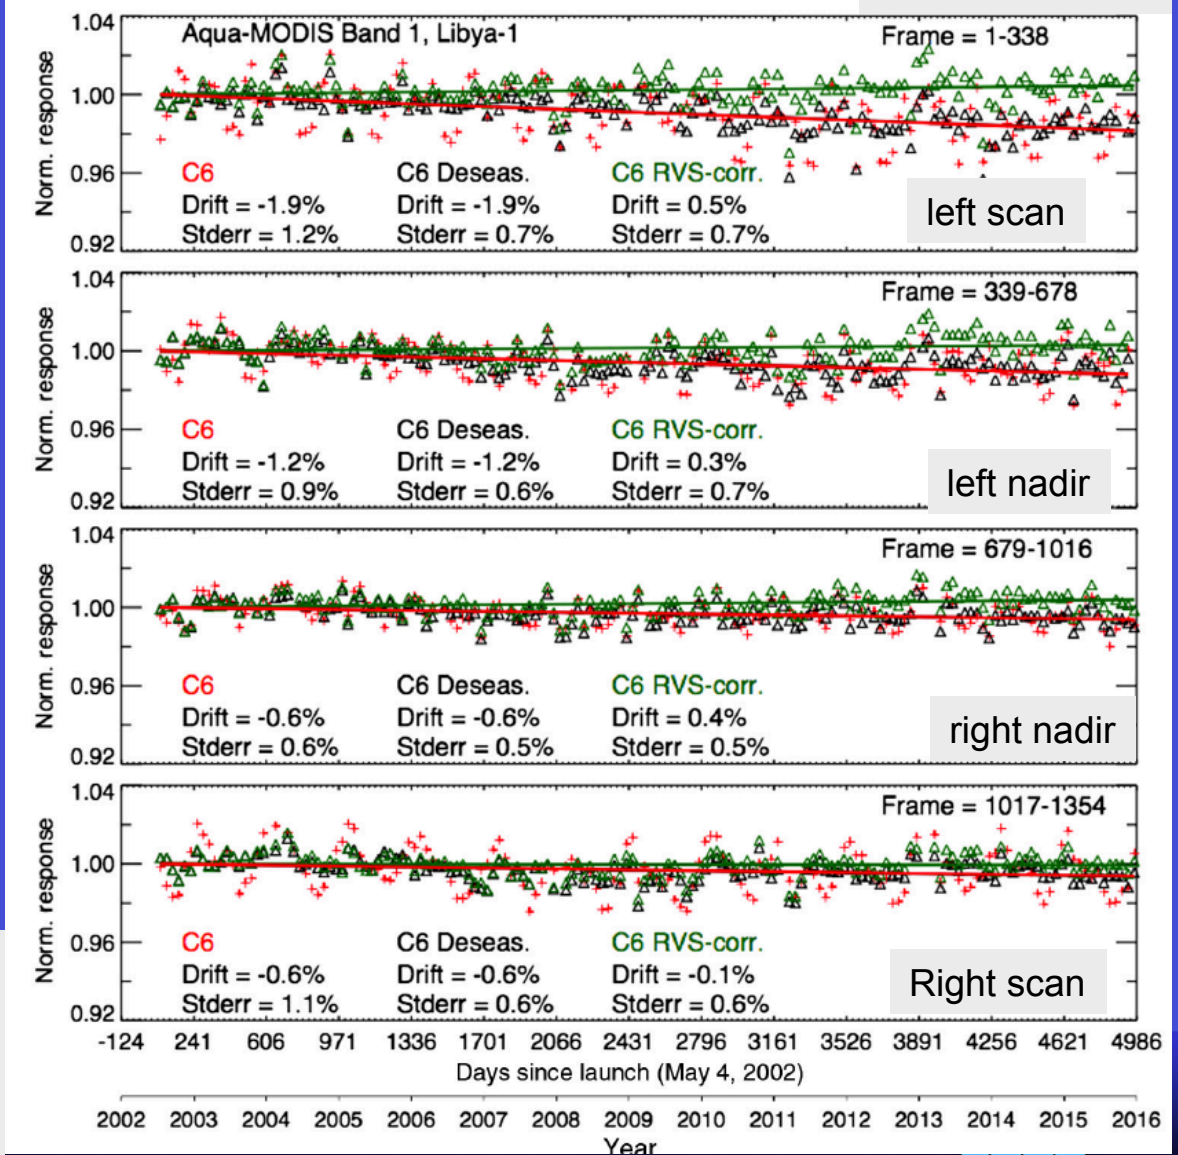 1.04
Aqua-MODIS Band 1, Libya-1
Frame = 1-338
1.00
Norm. response
0.96
C6 C6 Deseas. C6 RVS-corr.
Drift = -1.9% Drift = -1.9% Drift = 0.5%
left scan
Stderr = 1.2% Stderr = 0.7% Stderr = 0.7%
0.92
1.04
Frame = 339-678
1.00
Norm. response
0.96
C6 C6 Deseas. C6 RVS-corr.
Drift = -1.2% Drift = -1.2% Drift = 0.3%
left nadir
Stderr = 0.9% Stderr = 0.6% Stderr = 0.7%
0.92
1.04
Frame = 679-1016
1.00
Norm. response
0.96
C6 C6 Deseas. C6 RVS-corr.
Drift = -0.6% Drift = -0.6% Drift = 0.4%
right nadir
Stderr = 0.6% Stderr = 0.5% Stderr = 0.5%
0.92
1.04
Frame = 1017-1354
1.00
Norm. response
0.96
C6 C6 Deseas. C6 RVS-corr.
Drift = -0.6% Drift = -0.6% Drift = -0.1%
Right scan
Stderr = 1.1% Stderr = 0.6% Stderr = 0.6%
0.92
-124 241 606 971 1336 1701 2066 2431 2796 3161 3526 3891 4256 4621 4986
Days since launch (May 4, 2002)
2002 2003 2004 2005 2006 2007 2008 2009 2010 2011 2012 2013 2014 2015 2016
Year